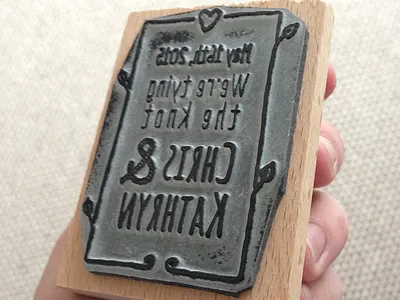 May 16th, 2015
We're tying
the knot
CHRIS &
KATHRYN